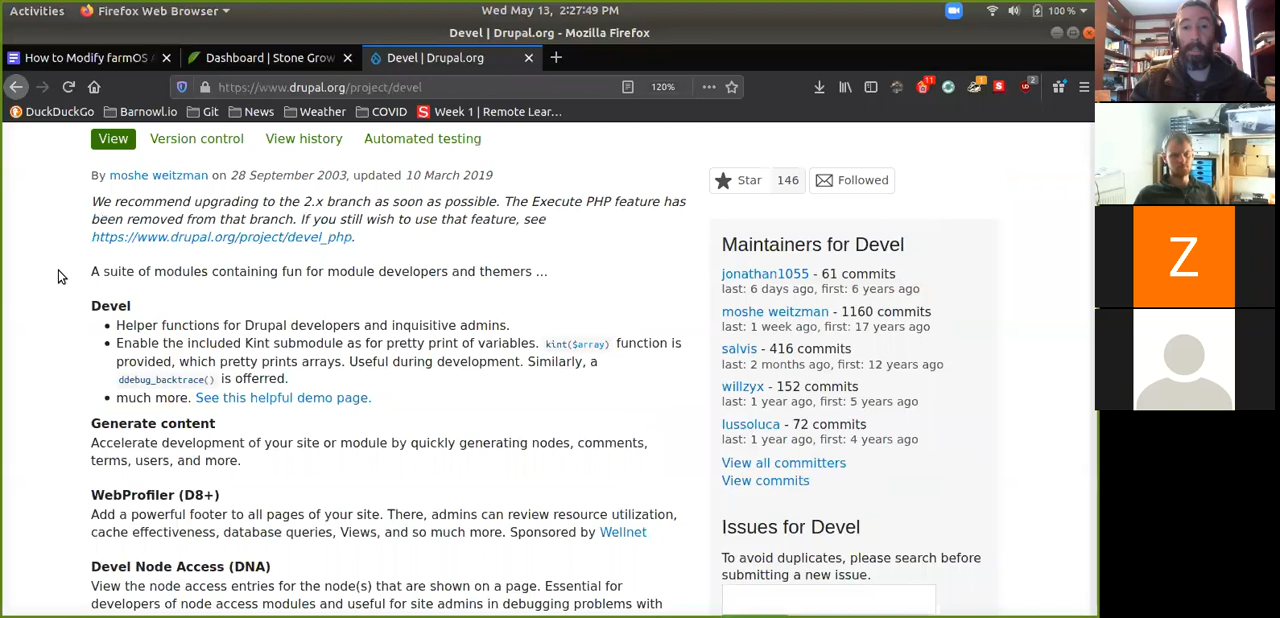 Activities Firefox Web Browser Wed May 13, 2:27:49 PM 100 %
Devel | Drupal.org - Mozilla Firefox
How to Modify farmOS Dashboard | Stone Grow Devel | Drupal.org
https://www.drupal.org/project/devel 120% 11 1 S 2
DuckDuckGo Barnowl.io Git News Weather COVID S Week 1 | Remote Lear…
View Version control View history Automated testing
By moshe weitzman on 28 September 2003, updated 10 March 2019
We recommend upgrading to the 2.x branch as soon as possible. The Execute PHP feature has
been removed from that branch. If you still wish to use that feature, see
https://www.drupal.org/project/devel_php.
A suite of modules containing fun for module developers and themers ...
Devel
Helper functions for Drupal developers and inquisitive admins.
Enable the included Kint submodule as for pretty print of variables. kint($array) function is
provided, which pretty prints arrays. Useful during development. Similarly, a
ddebug_backtrace() is offerred.
much more. See this helpful demo page.
Generate content
Accelerate development of your site or module by quickly generating nodes, comments,
terms, users, and more.
WebProfiler (D8+)
Add a powerful footer to all pages of your site. There, admins can review resource utilization,
cache effectiveness, database queries, Views, and so much more. Sponsored by Wellnet
Devel Node Access (DNA)
View the node access entries for the node(s) that are shown on a page. Essential for
developers of node access modules and useful for site admins in debugging problems with
Star 146 Followed
Maintainers for Devel
jonathan1055 - 61 commits
last: 6 days ago, first: 6 years ago
moshe weitzman - 1160 commits
last: 1 week ago, first: 17 years ago
salvis - 416 commits
last: 2 months ago, first: 12 years ago
willzyx - 152 commits
last: 1 year ago, first: 5 years ago
lussoluca - 72 commits
last: 1 year ago, first: 4 years ago
View all committers
View commits
Issues for Devel
To avoid duplicates, please search before
submitting a new issue.
Z